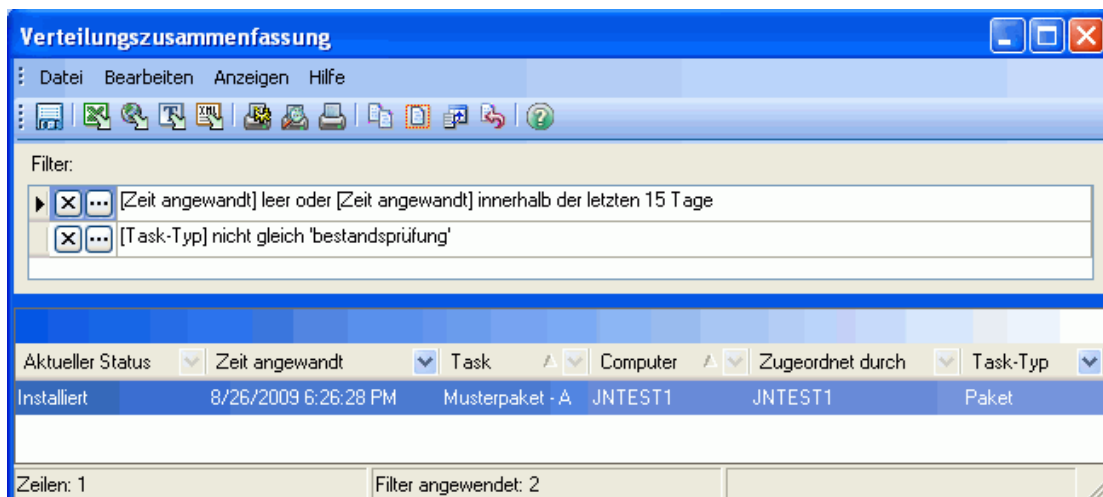 Verteilungszusammenfassung
Datei Bearbeiten Anzeigen Hilfe
XML
Filter:
[Zeit angewandt] leer oder [Zeit angewandt] innerhalb der letzten 15 Tage
[Task-Typ] nicht gleich 'bestandsprüfung'
Aktueller Status Zeit angewandt Task Computer Zugeordnet durch Task-Typ
Installiert 8/26/2009 6:26:28 PM Musterpaket - A JNTEST1 JNTEST1 Paket
Zeilen: 1 Filter angewendet: 2